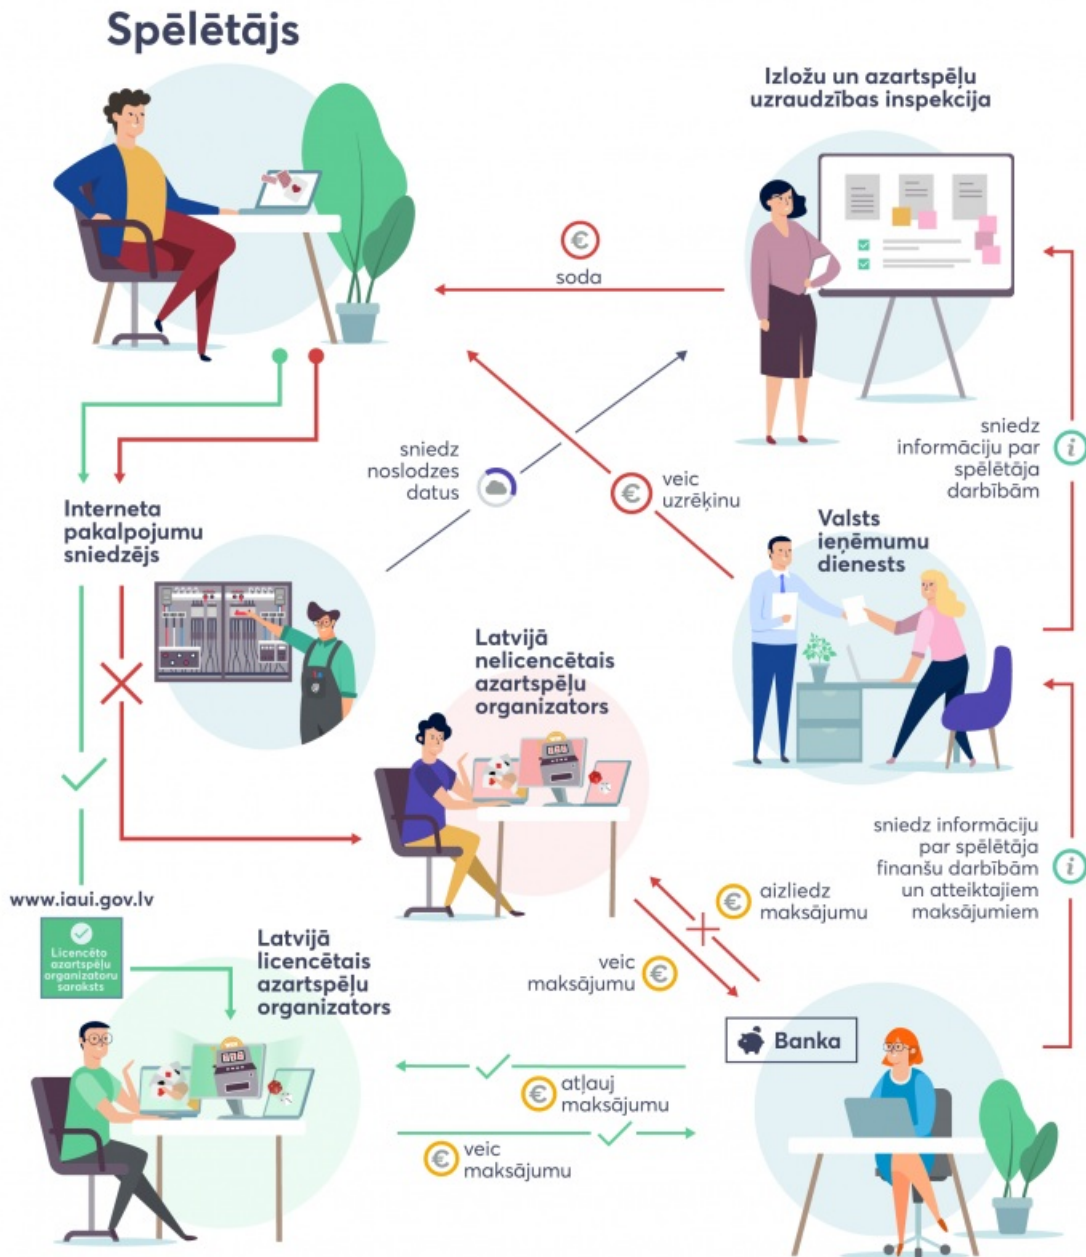 Spēlētājs
Izložu un azartspēļu
uzraudzības inspekcija
soda
sniedz
noslodzes
datus
veic
uzrēķinu
sniedz
informāciju par
spēlētāja
darbībām
Interneta
pakalpojumu
sniedzējs
Valsts
ieņēmumu
dienests
Latvijā
nelicencētais
azartspēļu
organizators
sniedz informāciju
par spēlētāja
finanšu darbībām
un atteiktajiem
maksājumiem
www.iaui.gov.lv
Licencēto
azartspēļu
organizatoru
saraksts
aizliedz
maksājumu
veic
maksājumu
Latvijā
licencētais
azartspēļu
organizators
Banka
atļauj
maksājumu
veic
maksājumu